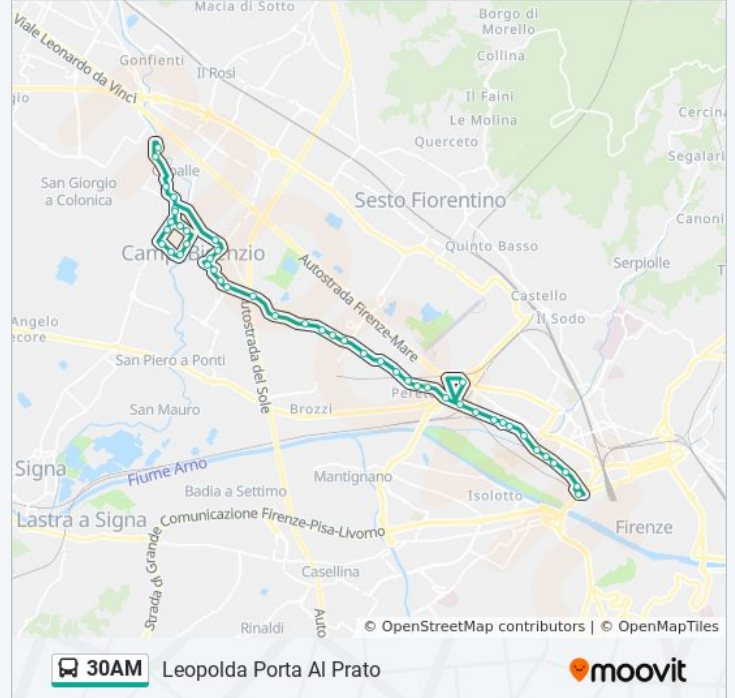 Macia di Sotto
Borgo di
Morello
Viale Leonardo da Vinci
Gonfienti
Il Rosi
Collina
gio
Il Faini
Le Molina
Cercina
Querceto
Segalari
Capalle
San Giorgio
a Colonica
Sesto Fiorentino
Canoni
Quinto Basso
Campi Bisenzio
Serpiolle
T
Autostrada Firenze-Mare
Castello
Il Sodo
Angelo
ecore
Autostrada del Sole
San Piero a Ponti
San Mauro
Brozzi
Signa
Fiume Arno
Mantignano
Badia a Settimo
Isolotto
Lastra a Signa
Comunicazione Firenze-Pisa-Livorno
Firenze
Strada di Grande
Casellina
Rinaldi
Auto
© OpenStreetMap contributors | © OpenMapTiles
30AM
Leopolda Porta Al Prato
moovit